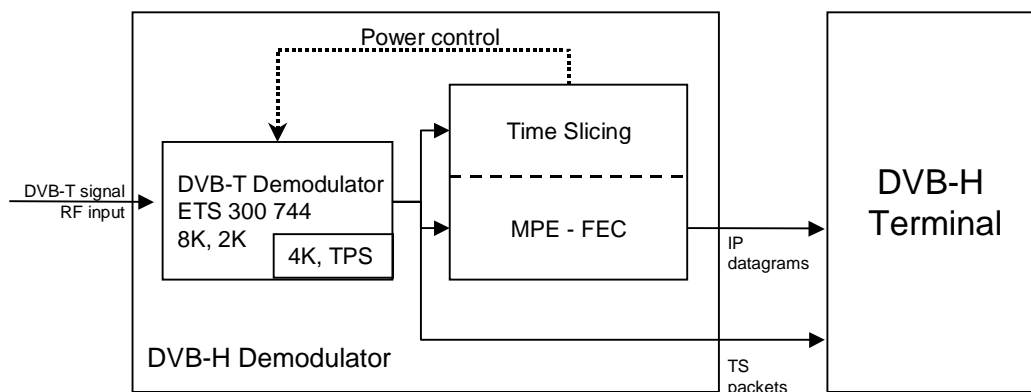 Power control
Time Slicing
DVB-T signal
RF input
DVB-T Demodulator
ETS 300 744
8K, 2K
4K, TPS
MPE - FEC
DVB-H
Terminal
IP
datagrams
DVB-H Demodulator
TS
packets